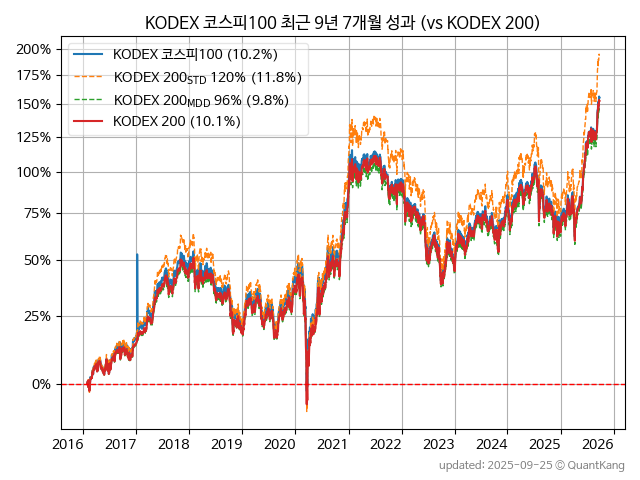 KODEX 코스피100 최근 9년 7개월 성과 (vs KODEX 200)
200%
175%
150%
125%
100%
75%
50%
25%
0%
KODEX 코스피100 (10.2%)
KODEX 200STD 120% (11.8%)
KODEX 200MDD 96% (9.8%)
KODEX 200 (10.1%)
2016 2017 2018 2019 2020 2021 2022 2023 2024 2025 2026
updated: 2025-09-25 © QuantKang